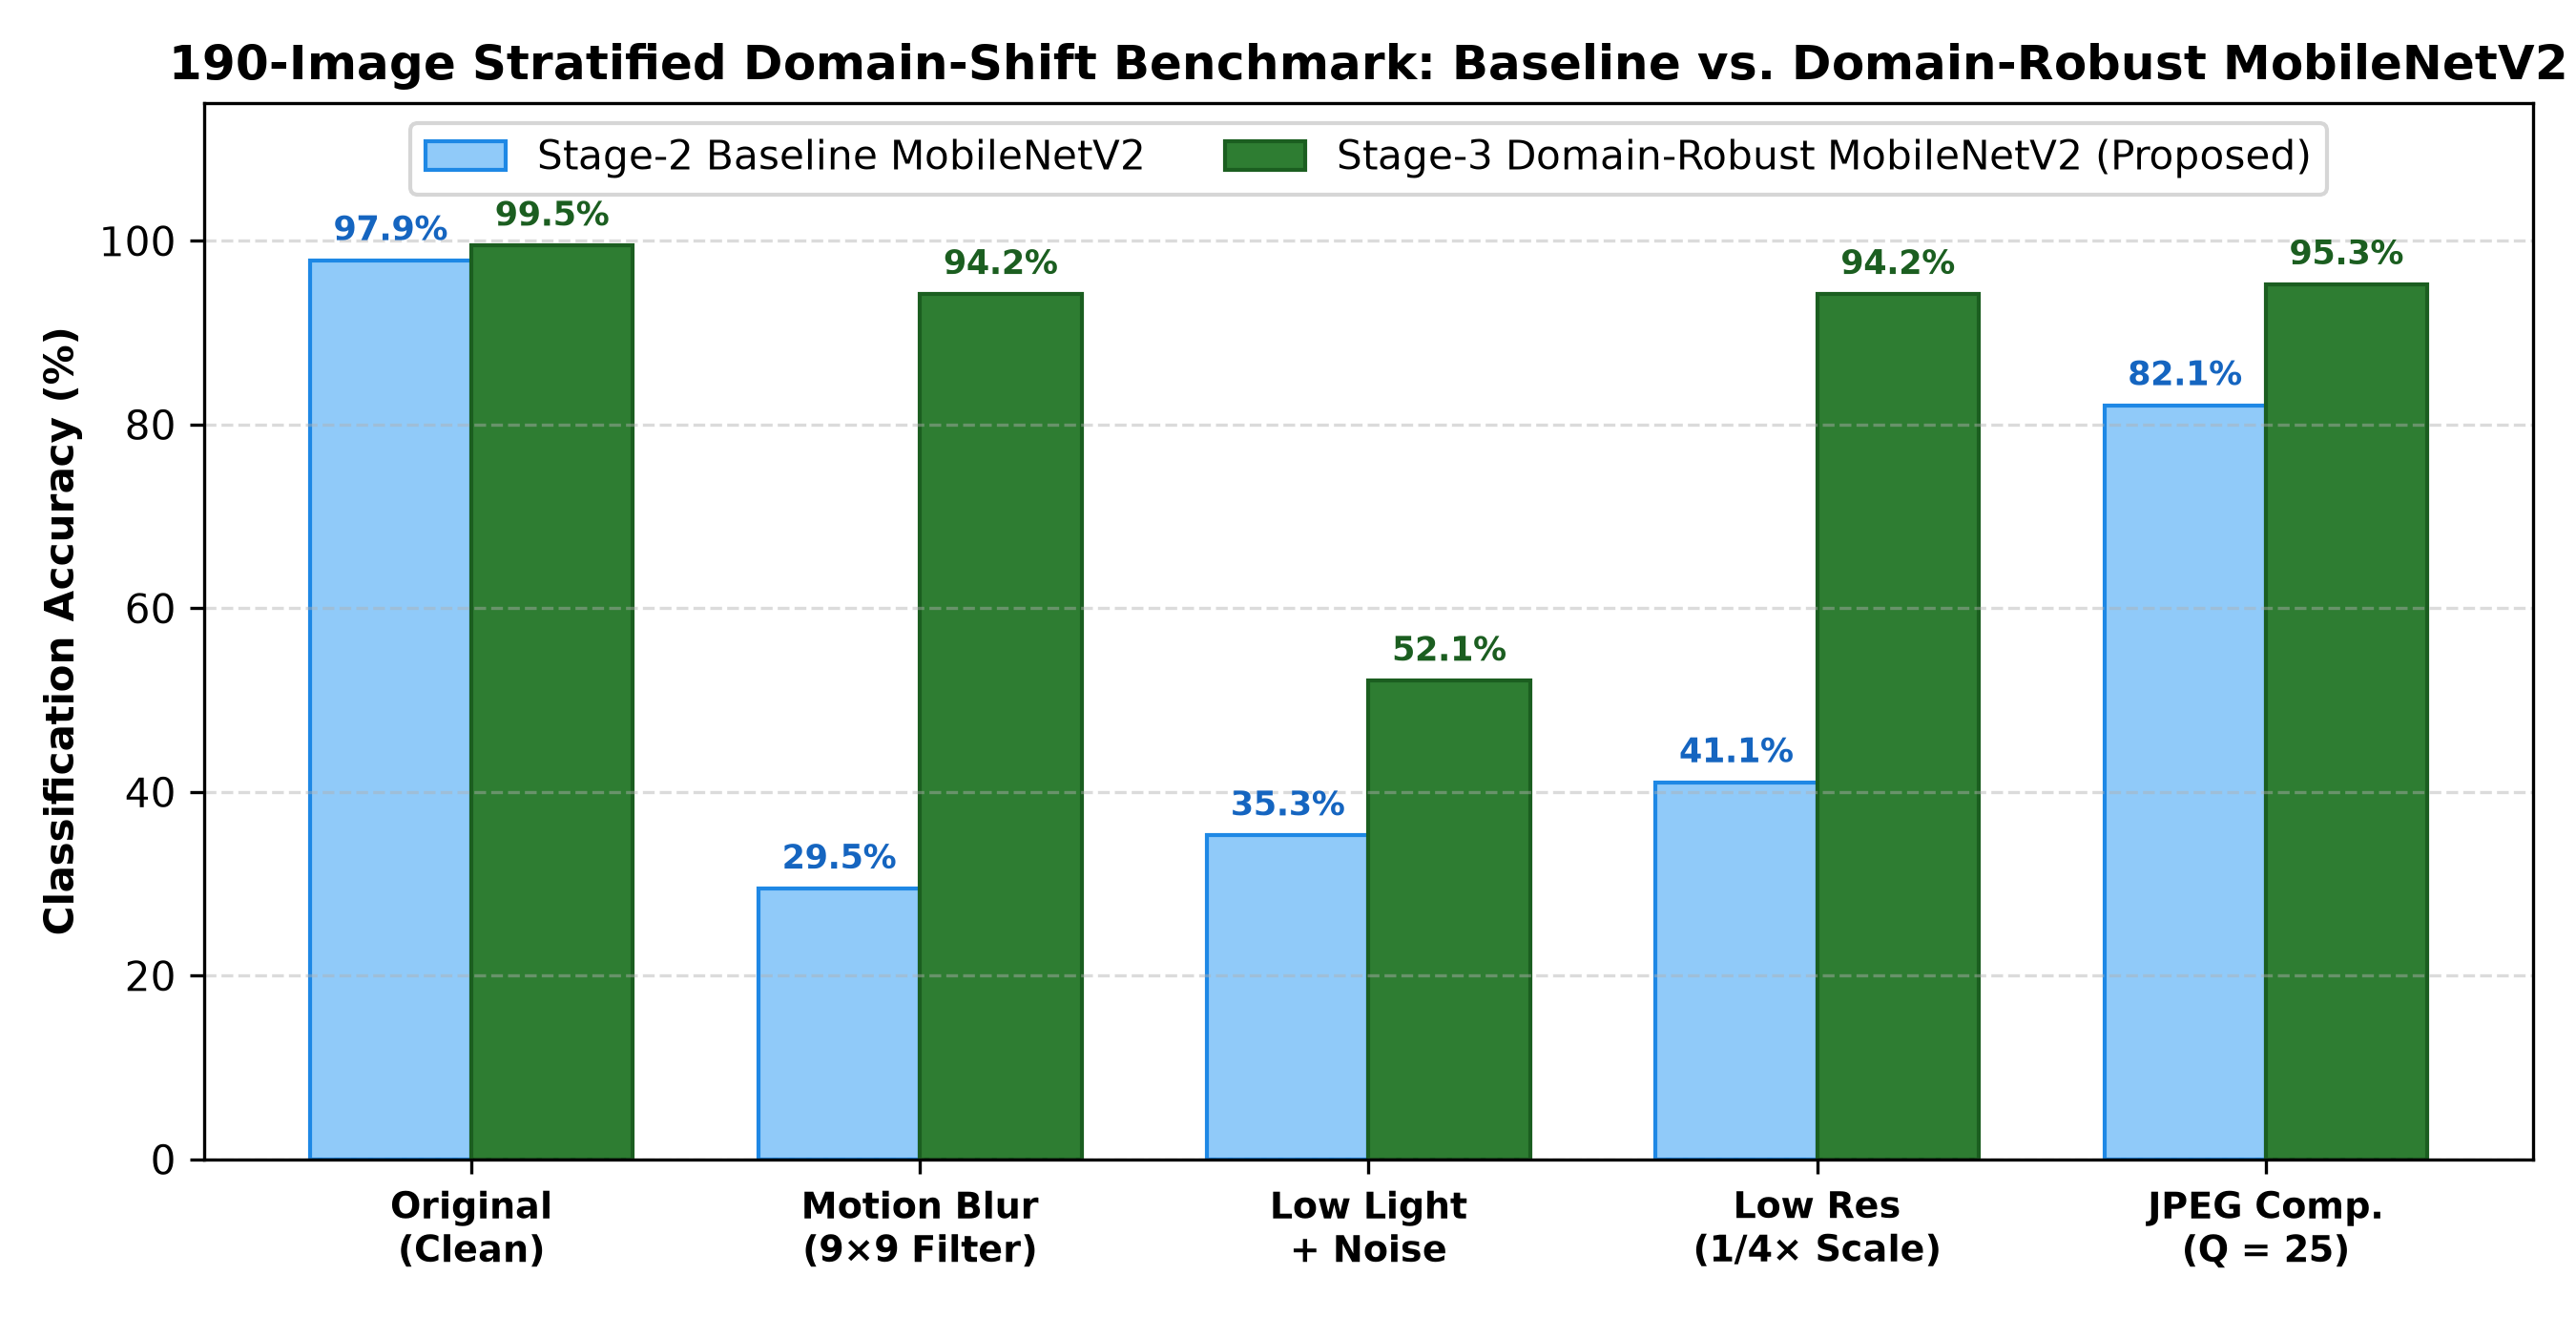 190-Image Stratified Domain-Shift Benchmark: Baseline vs. Domain-Robust MobileNetV2
Stage-2 Baseline MobileNetV2
Stage-3 Domain-Robust MobileNetV2 (Proposed)
Classification Accuracy (%)
100
80
60
40
20
0
97.9%
99.5%
29.5%
94.2%
35.3%
52.1%
41.1%
94.2%
82.1%
95.3%
Original
(Clean)
Motion Blur
(9×9 Filter)
Low Light
+ Noise
Low Res
(1/4× Scale)
JPEG Comp.
(Q = 25)